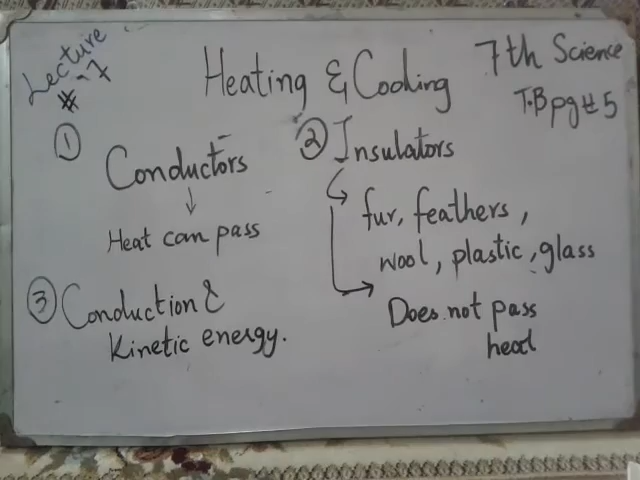 Lecture
# 7
Heating & Cooling
7th Science
T.B pg # 5
① Conductors
↓
Heat can pass
② Insulators
fur, feathers,
wool, plastic, glass
Does not pass
heat
③ Conduction &
Kinetic energy.